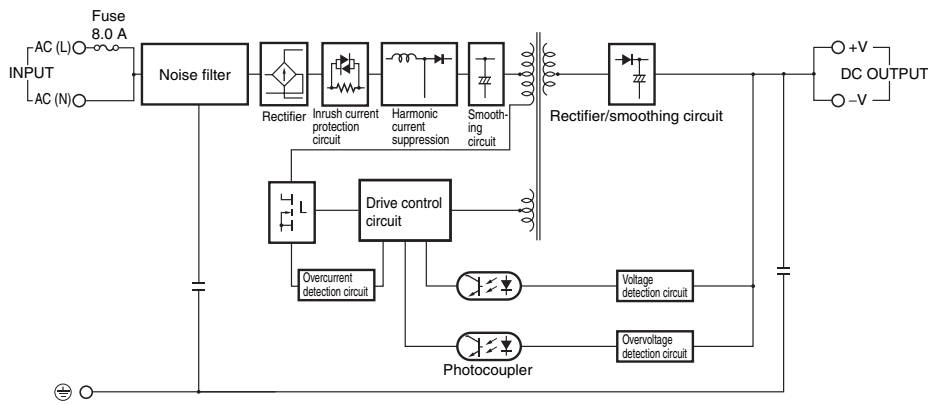 Fuse
8.0 A
AC (L)
INPUT
AC (N)
Noise filter
Rectifier
Inrush current
protection
circuit
Harmonic
current
suppression
Smooth-
ing
circuit
Rectifier/smoothing circuit
+V
DC OUTPUT
−V
L
Drive control
circuit
Overcurrent
detection circuit
Voltage
detection circuit
Overvoltage
detection circuit
Photocoupler